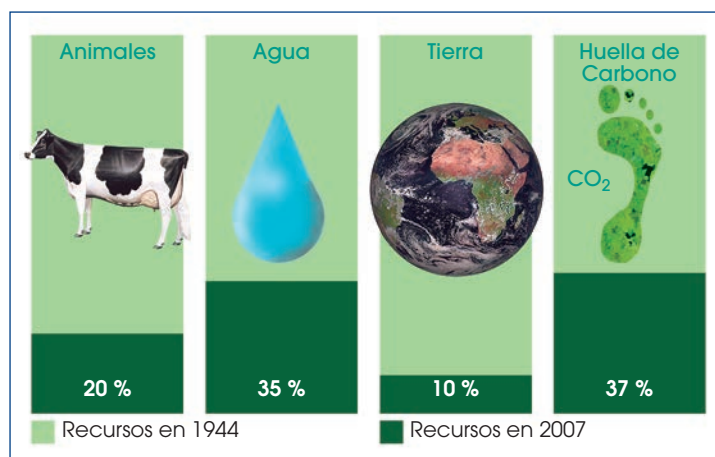 Animales
Agua
Tierra
Huella de
Carbono
CO₂
20 %
35 %
10 %
37 %
Recursos en 1944
Recursos en 2007